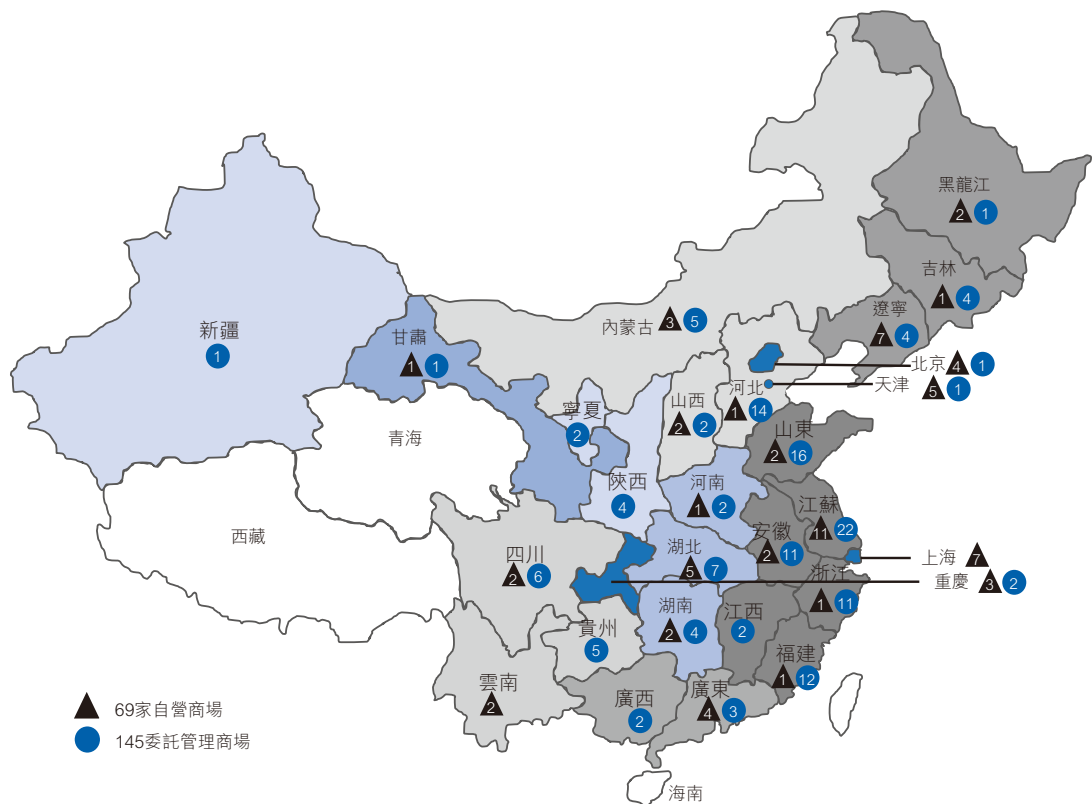 黑龍江
2 1
吉林
1 4
遼寧
7 4
內蒙古 3 5
新疆
1
甘肅
1 1
北京 4 1
天津 5 1
河北
1 14
山西
2 2
寧夏
2
青海
山東
2 16
陝西
4
河南
1 2
江蘇
11 22
安徽
2 11
西藏
四川
2 6
湖北
5 7
上海 7
重慶 3 2
浙江
1 11
湖南
2 4
江西
2
貴州
5
福建
1 12
雲南
2
廣西
2
廣東
4 3
69家自營商場
145委託管理商場
海南